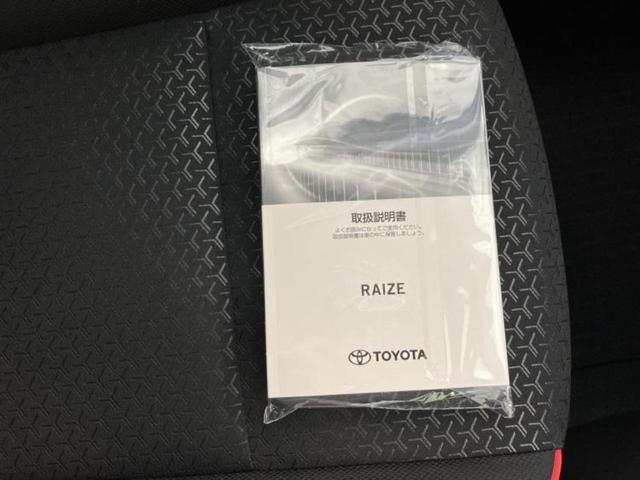 取扱説明書
よくお読みになってご使用ください。
取扱説明書は車の中に保管しましょう。
RAIZE
TOYOTA